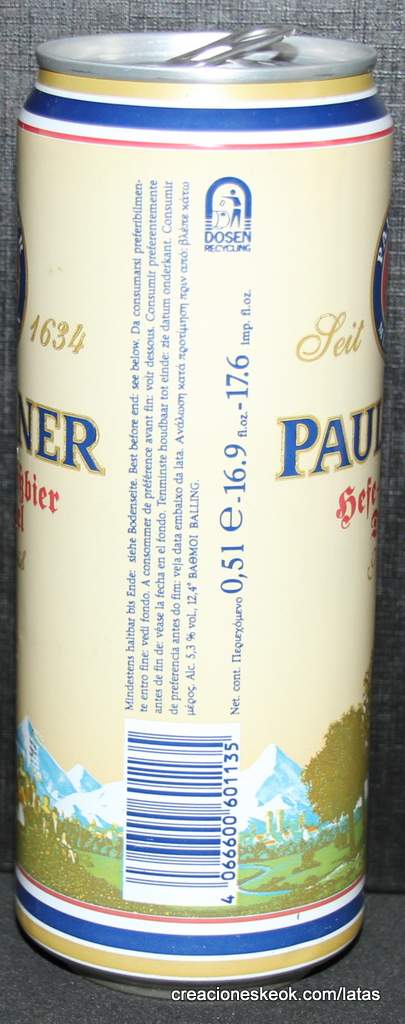 1634
NER
sbier
Seit
PAUL
Hefe
DOSEN
RECYCLING
Mindestens haltbar bis Ende: siehe Bodenseite. Best before end: see below. Da consumarsi preferibilmen-
te entro fine: vedi fondo. A consommer de préférence avant fin: voir dessous. Consumir preferentemente
antes de fin de: véase la fecha en el fondo. Tenminste houdbaar tot einde: zie datum onderkant. Consumir
de preferencia antes do fim: veja data embaixo da lata. Ανάλωση κατά προτίμηση πριν από: βλέπε κάτω
μέρος. Alc. 5,3 % vol., 12,4° ΒΑΘΜΟΙ BALLING.
Net. cont. Περιεχόμενο 0,5l e - 16.9 fl.oz. - 17.6 Imp. fl.oz.
4 066600 601135
creacioneskeok.com/latas